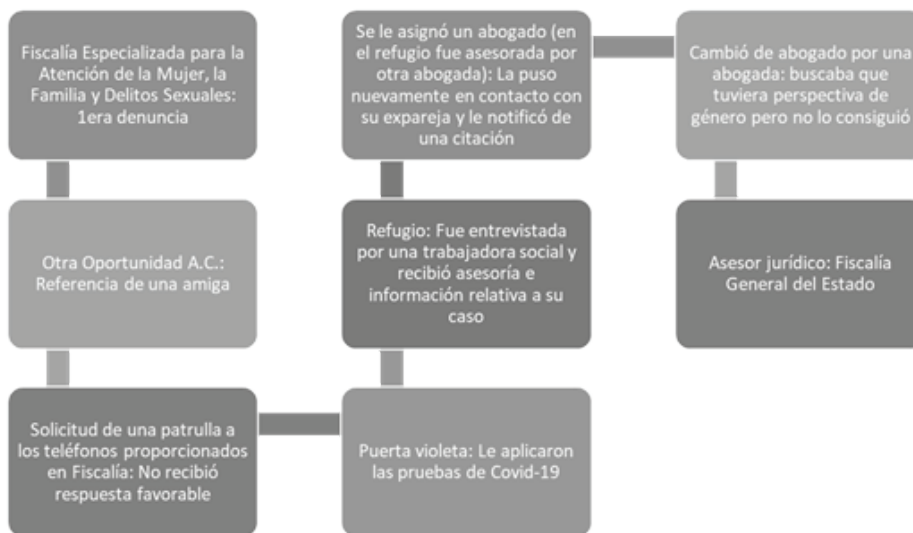 Fiscalía Especializada para la
Atención de la Mujer, la
Familia y Delitos Sexuales:
1era denuncia
Otra Oportunidad A.C.:
Referencia de una amiga
Solicitud de una patrulla a
los teléfonos proporcionados
en Fiscalía: No recibió
respuesta favorable
Puerta violeta: Le aplicaron
las pruebas de Covid-19
Refugio: Fue entrevistada
por una trabajadora social y
recibió asesoría e
información relativa a su
caso
Se le asignó un abogado (en
el refugio fue asesorada por
otra abogada): La puso
nuevamente en contacto con
su expareja y le notificó de
una citación
Cambió de abogado por una
abogada: buscaba que
tuviera perspectiva de
género pero no lo consiguió
Asesor jurídico: Fiscalía
General del Estado